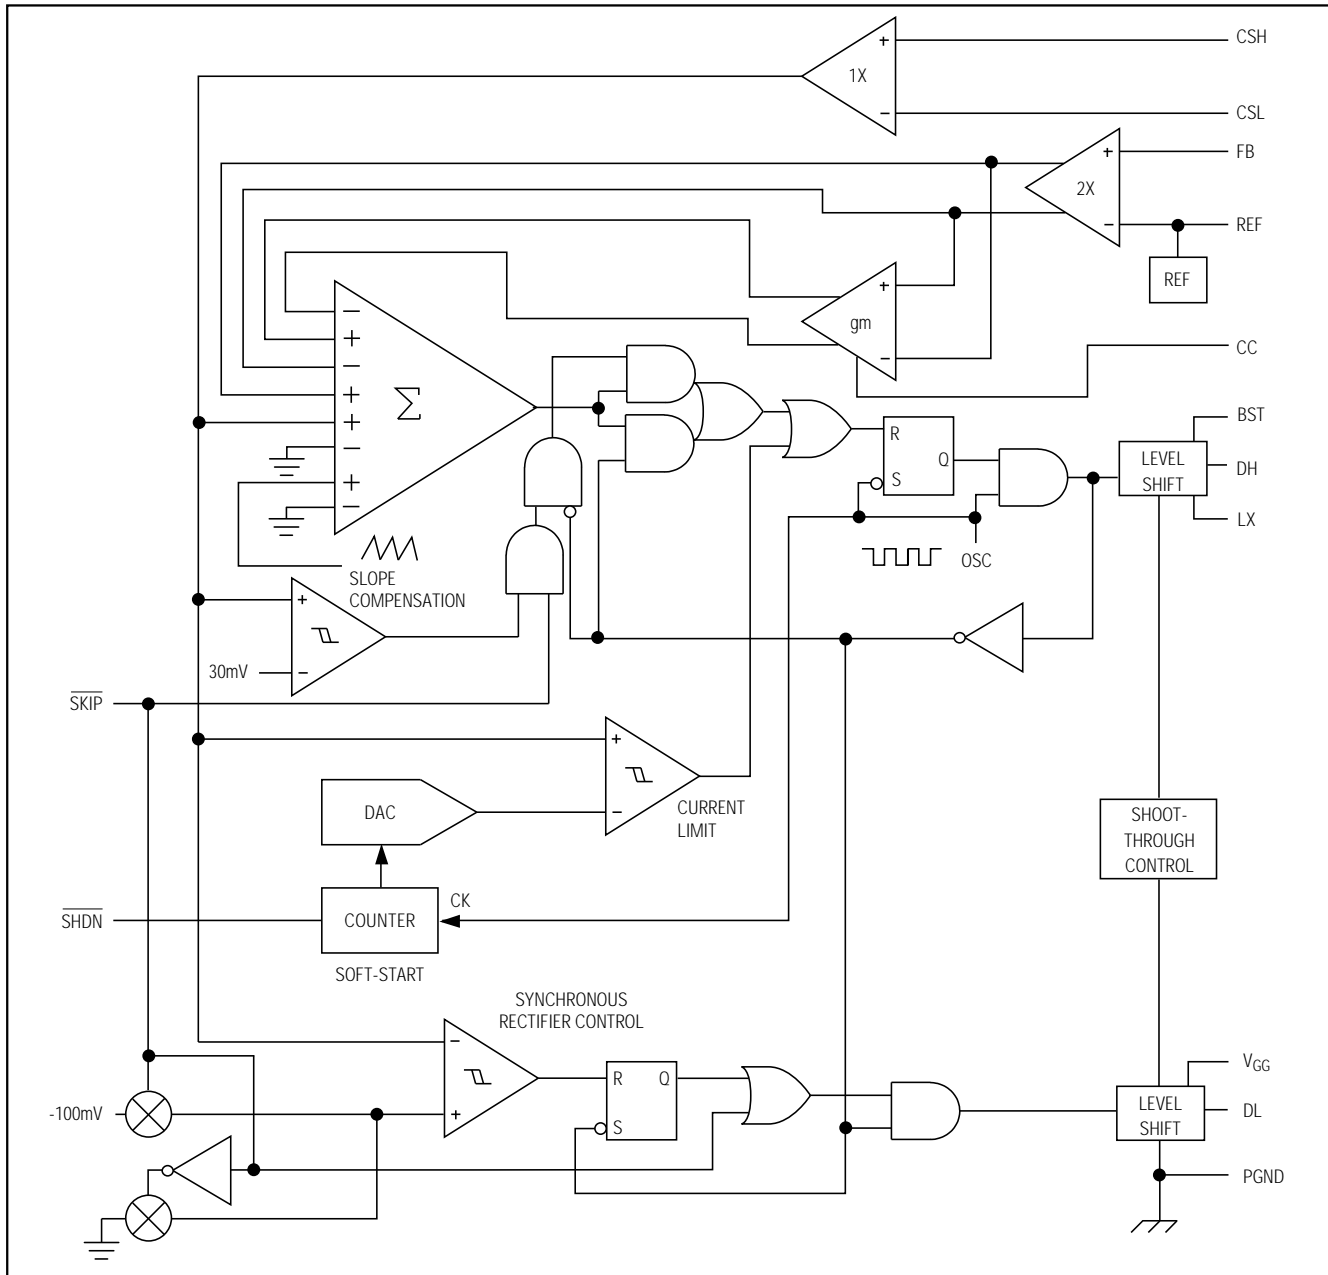 CSH
+
1X
−
CSL
+
FB
2X
−
REF
REF
+
gm
−
CC
−
+
−
+
+
−
+
−
Σ
R
Q
S
BST
LEVEL
SHIFT
DH
LX
OSC
SLOPE
COMPENSATION
+
30mV
−
SKIP
+
−
CURRENT
LIMIT
DAC
SHOOT-
THROUGH
CONTROL
CK
SHDN
COUNTER
SOFT-START
SYNCHRONOUS
RECTIFIER CONTROL
−
+
R
Q
S
-100mV
VGG
LEVEL
SHIFT
DL
PGND